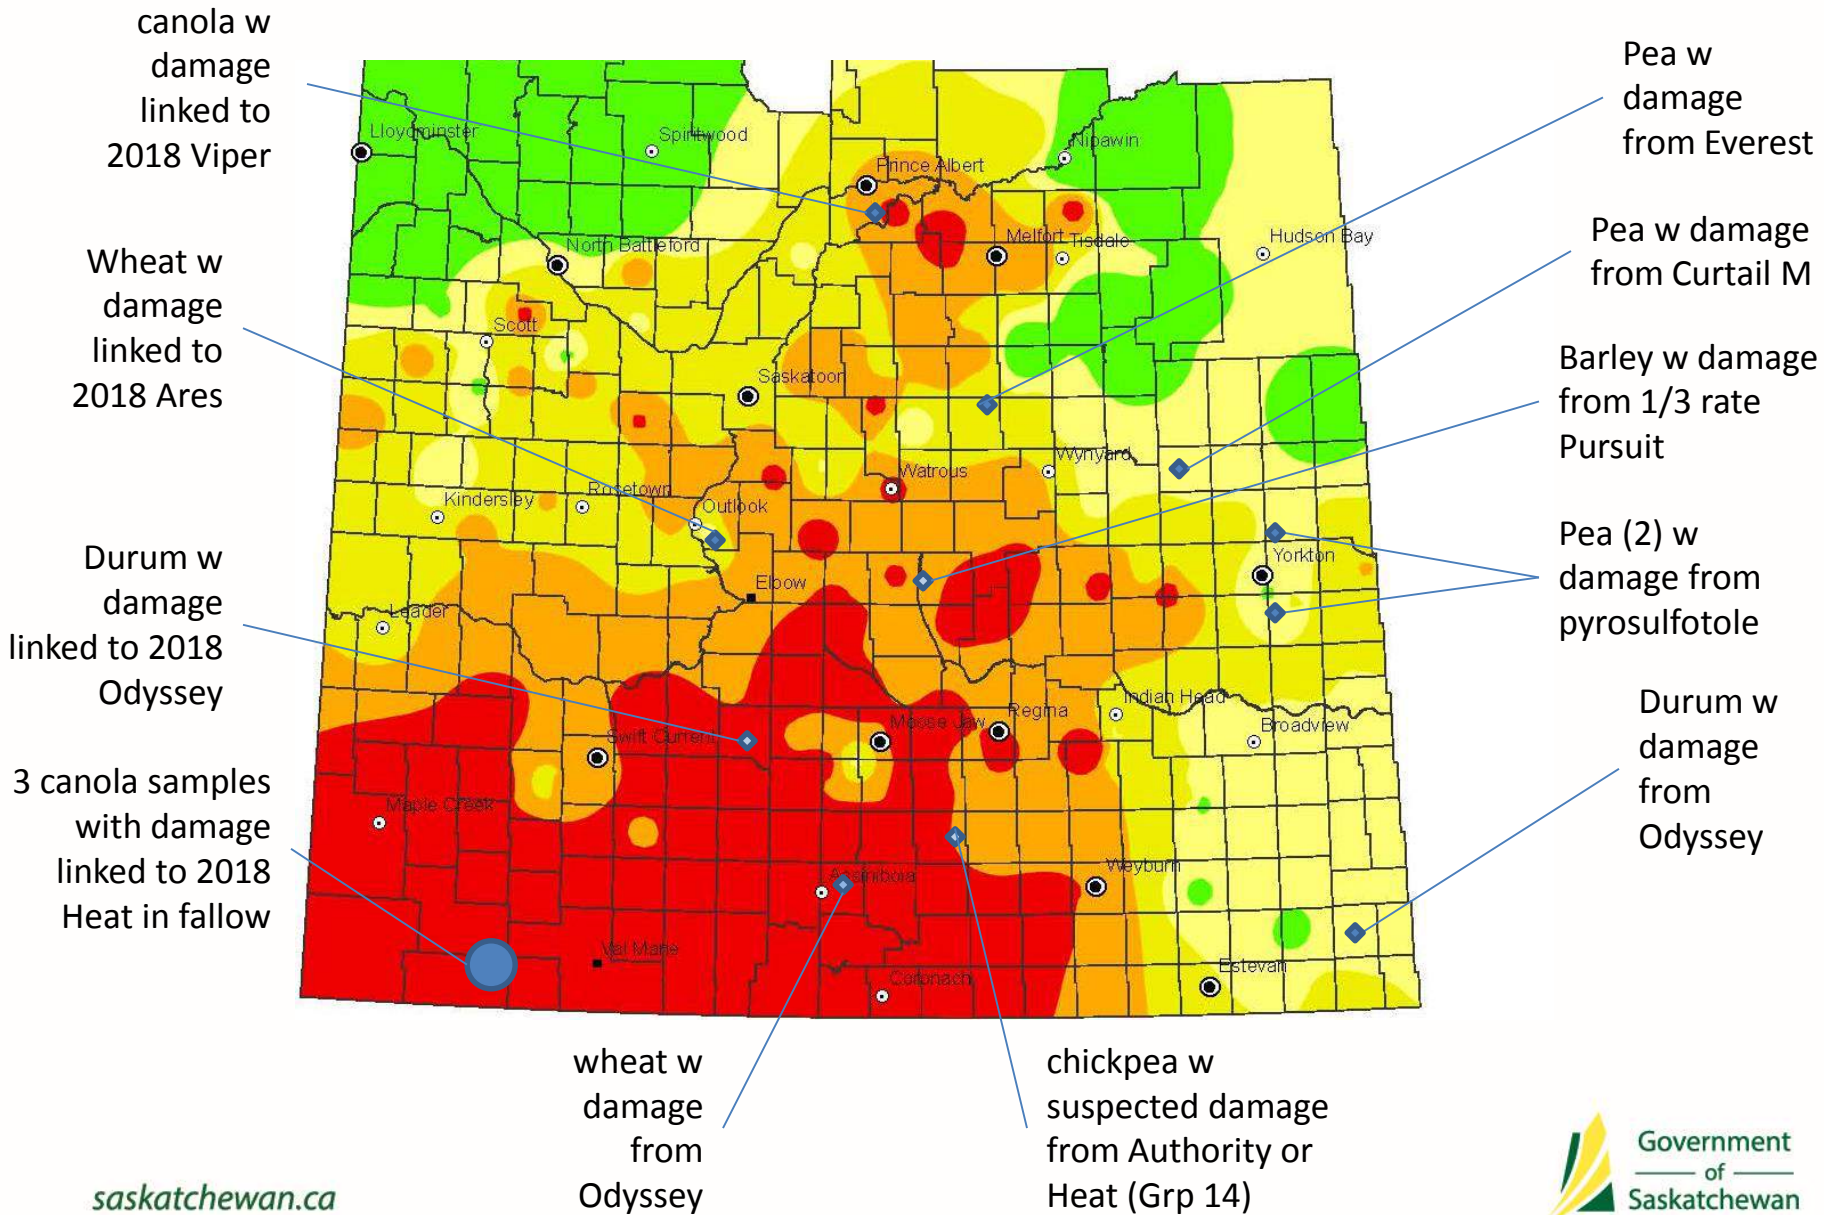 canola w
damage
linked to
2018 Viper
Wheat w
damage
linked to
2018 Ares
Durum w
damage
linked to 2018
Odyssey
3 canola samples
with damage
linked to 2018
Heat in fallow
Lloydminster
Spiritwood
Nipawin
Prince Albert
North Battleford
Melfort
Tisdale
Hudson Bay
Scott
Saskatoon
Watrous
Wynyard
Kindersley
Rosetown
Outlook
Yorkton
Elbow
Leader
Indian Head
Regina
Moose Jaw
Swift Current
Broadview
Maple Creek
Weyburn
Assiniboia
Val Marie
Coronach
Estevan
Pea w
damage
from Everest
Pea w damage
from Curtail M
Barley w damage
from 1/3 rate
Pursuit
Pea (2) w
damage from
pyrosulfotole
Durum w
damage
from
Odyssey
wheat w
damage
from
Odyssey
chickpea w
suspected damage
from Authority or
Heat (Grp 14)
saskatchewan.ca
Government
of
Saskatchewan